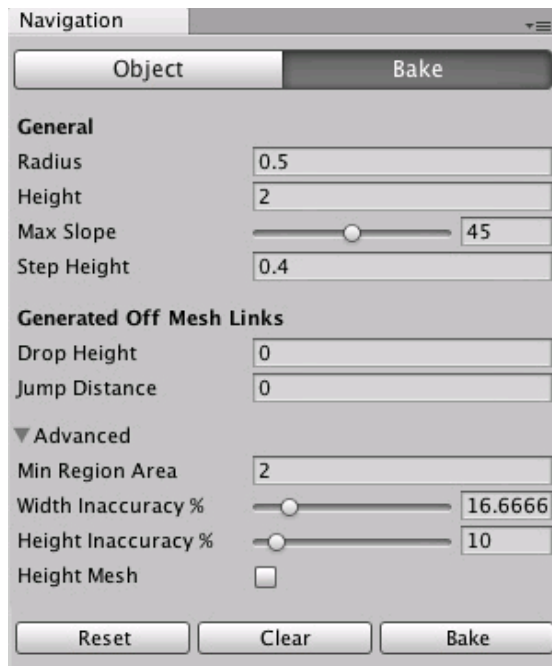 Navigation
Object Bake
General
Radius 0.5
Height 2
Max Slope 45
Step Height 0.4
Generated Off Mesh Links
Drop Height 0
Jump Distance 0
Advanced
Min Region Area 2
Width Inaccuracy % 16.6666
Height Inaccuracy % 10
Height Mesh
Reset Clear Bake